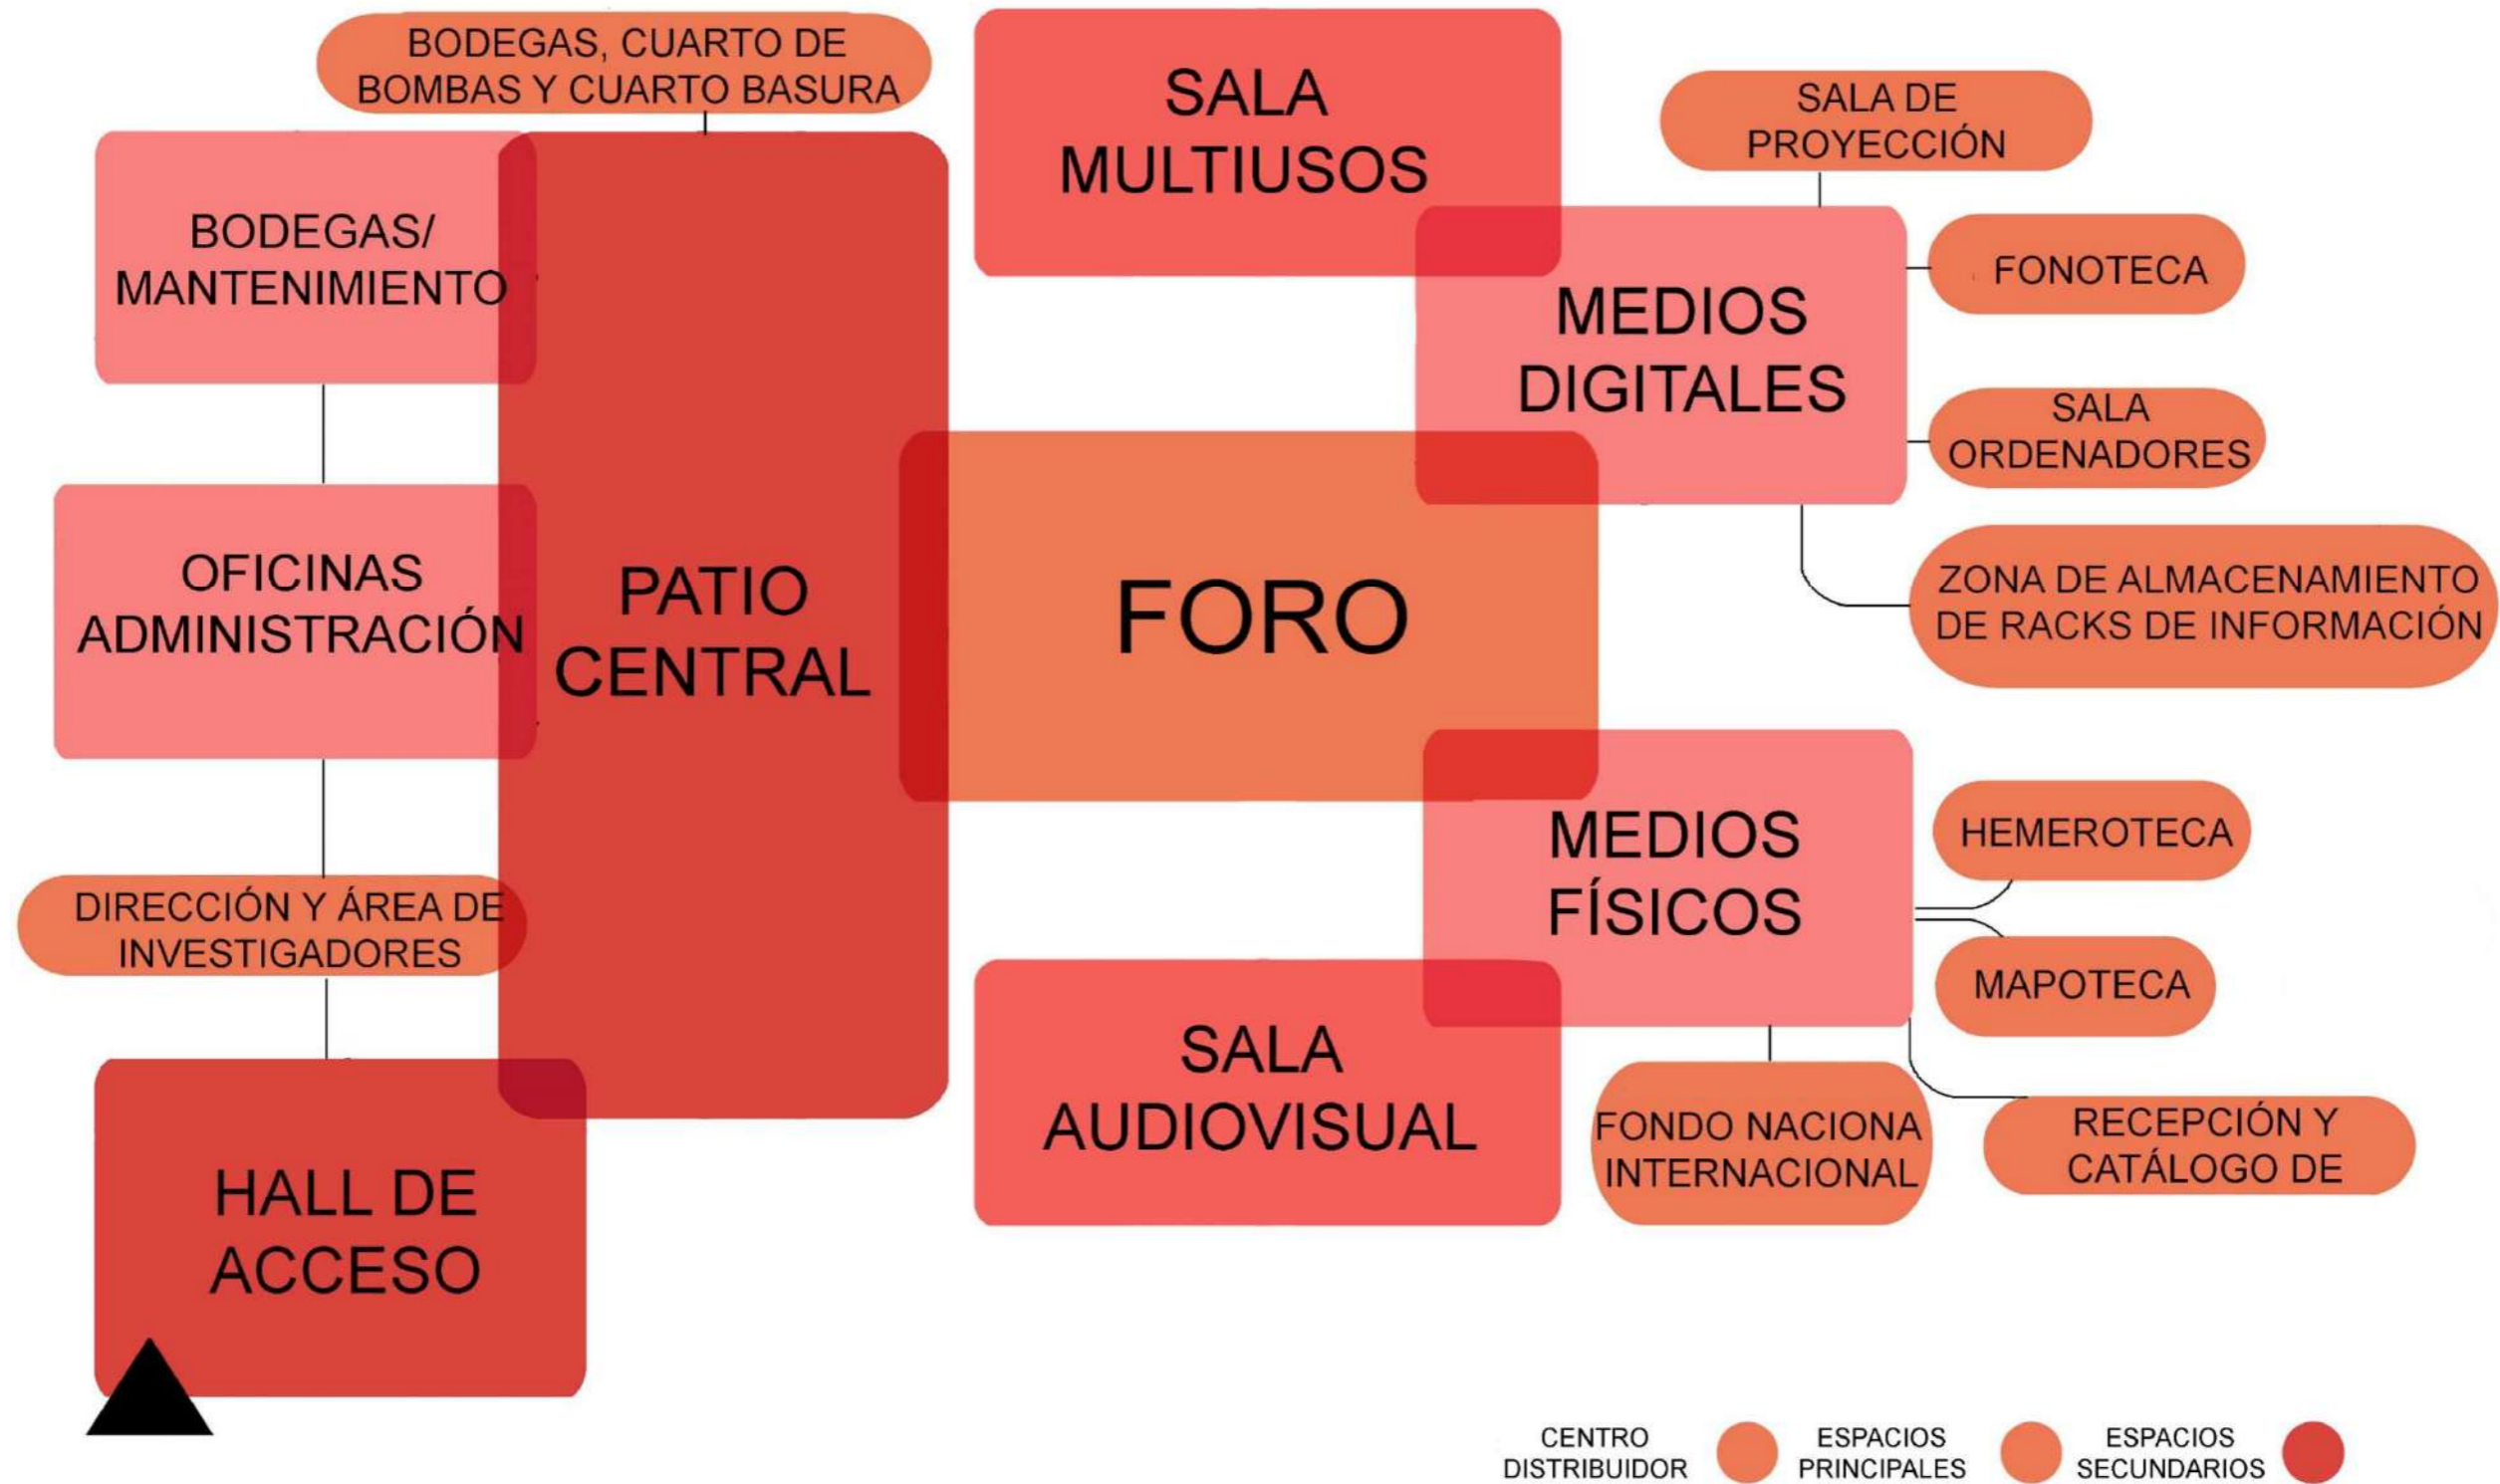 BODEGAS, CUARTO DE
BOMBAS Y CUARTO BASURA
SALA
MULTIUSOS
SALA DE
PROYECCIÓN
BODEGAS/
MANTENIMIENTO
FONOTECA
MEDIOS
DIGITALES
SALA
ORDENADORES
OFICINAS
ADMINISTRACIÓN
PATIO
CENTRAL
FORO
ZONA DE ALMACENAMIENTO
DE RACKS DE INFORMACIÓN
MEDIOS
FÍSICOS
HEMEROTECA
DIRECCIÓN Y ÁREA DE
INVESTIGADORES
MAPOTECA
SALA
AUDIOVISUAL
FONDO NACIONA
INTERNACIONAL
RECEPCIÓN Y
CATÁLOGO DE
HALL DE
ACCESO
CENTRO
DISTRIBUIDOR
ESPACIOS
PRINCIPALES
ESPACIOS
SECUNDARIOS